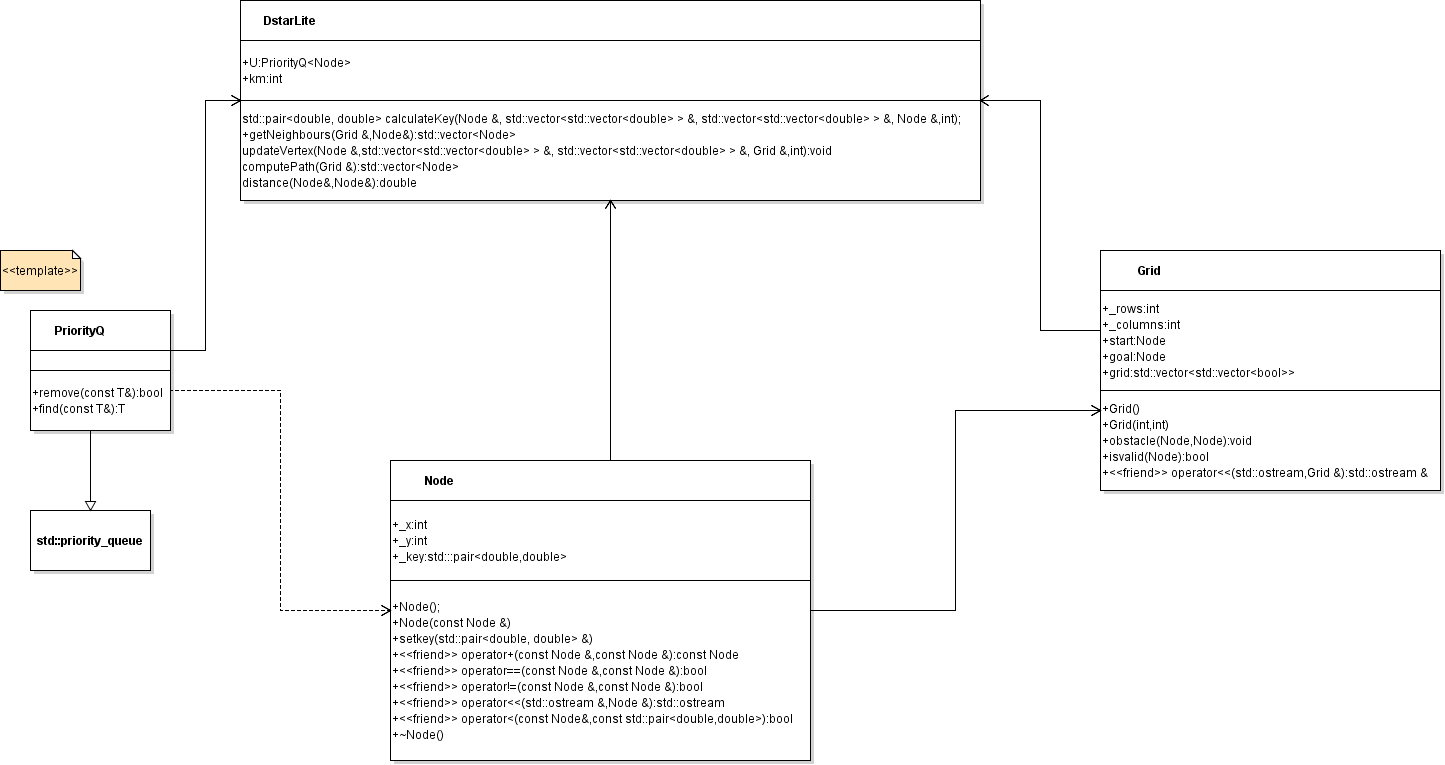 DstarLite
+U:PriorityQ<Node>
+km:int
std::pair<double, double> calculateKey(Node &, std::vector<std::vector<double> > &, std::vector<std::vector<double> > &, Node &,int);
+getNeighbours(Grid &,Node&):std::vector<Node>
updateVertex(Node &,std::vector<std::vector<double> > &, std::vector<std::vector<double> > &, Grid &,int):void
computePath(Grid &):std::vector<Node>
distance(Node&,Node&):double
<<template>>
PriorityQ
+remove(const T&):bool
+find(const T&):T
std::priority_queue
Node
+_x:int
+_y:int
+_key:std:::pair<double,double>
+Node();
+Node(const Node &)
+setkey(std::pair<double, double> &)
+<<friend>> operator+(const Node &,const Node &):const Node
+<<friend>> operator==(const Node &,const Node &):bool
+<<friend>> operator!=(const Node &,const Node &):bool
+<<friend>> operator<<(std::ostream &,Node &):std::ostream
+<<friend>> operator<(const Node&,const std::pair<double,double>):bool
+~Node()
Grid
+_rows:int
+_columns:int
+start:Node
+goal:Node
+grid:std::vector<std::vector<bool>>
+Grid()
+Grid(int,int)
+obstacle(Node,Node):void
+isvalid(Node):bool
+<<friend>> operator<<(std::ostream,Grid &):std::ostream &